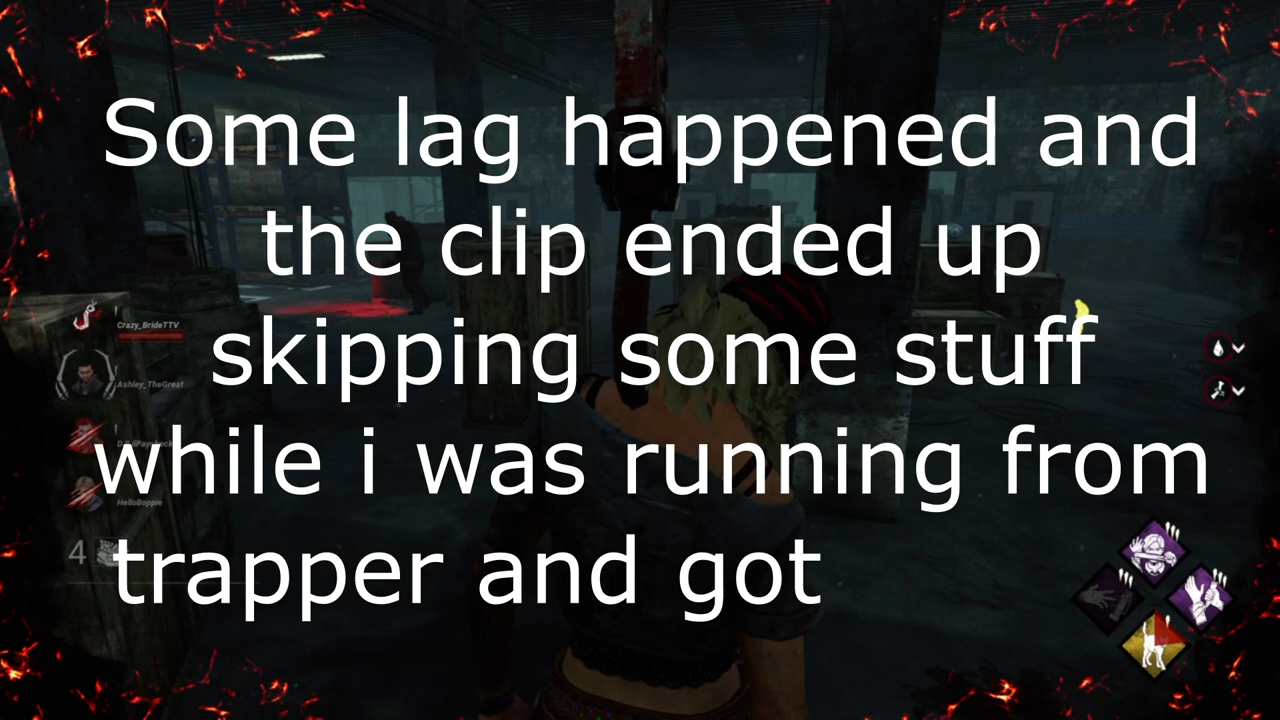 Some lag happened and
the clip ended up
skipping some stuff
while i was running from
trapper and got
Crazy_BrideTTV
Ashley_TheGreat
HelloBoppie
4